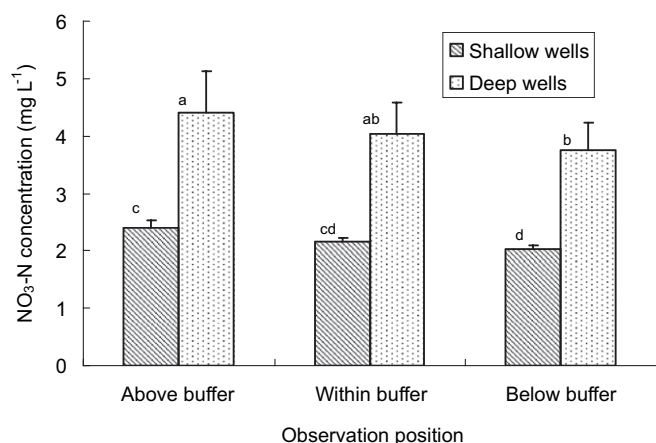 NO₃-N concentration (mg L⁻¹)
6
5
4
3
2
1
0
Shallow wells
Deep wells
c
a
cd
ab
d
b
Above buffer
Within buffer
Below buffer
Observation position